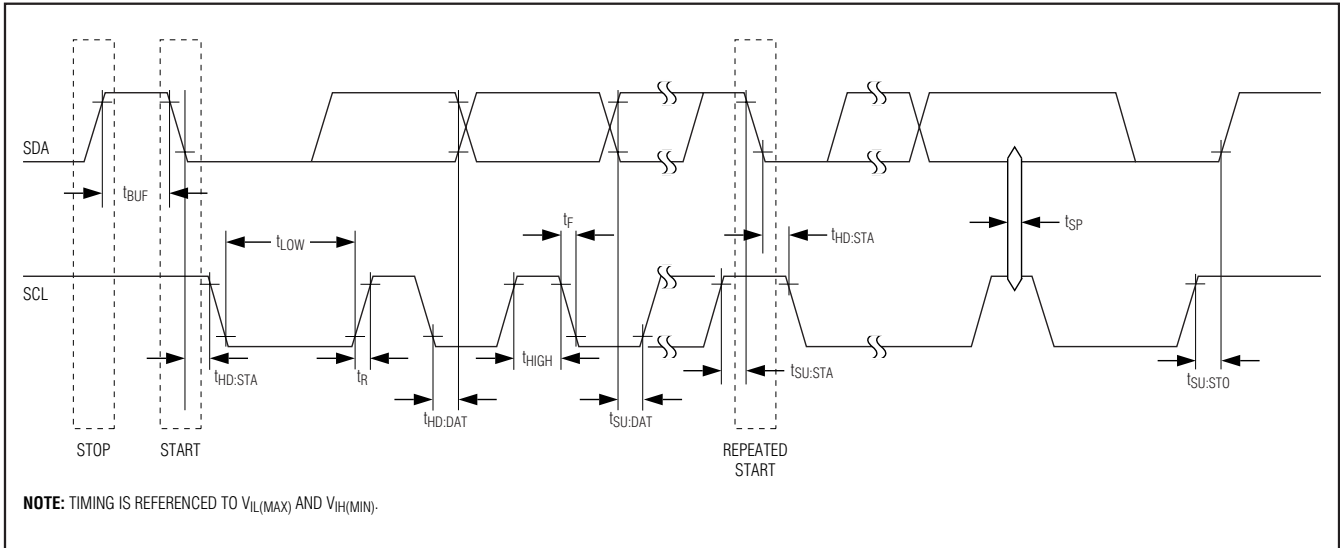 SDA
tBUF
tLOW
tF
tHD:STA
tSP
SCL
tHD:STA
tR
tHD:DAT
tHIGH
tSU:DAT
tSU:STA
tSU:STO
STOP
START
REPEATED
START
NOTE: TIMING IS REFERENCED TO VIL(MAX) AND VIH(MIN).